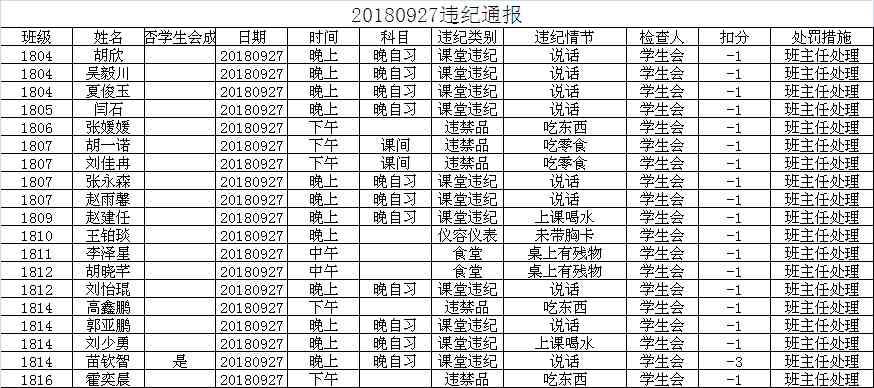 20180927违纪通报
班级 姓名 否学生会成 日期 时间 科目 违纪类别 违纪情节 检查人 扣分 处罚措施
1804 胡欣 20180927 晚上 晚自习 课堂违纪 说话 学生会 -1 班主任处理
1804 吴毅川 20180927 晚上 晚自习 课堂违纪 说话 学生会 -1 班主任处理
1804 夏俊玉 20180927 晚上 晚自习 课堂违纪 说话 学生会 -1 班主任处理
1805 闫石 20180927 晚上 晚自习 课堂违纪 说话 学生会 -1 班主任处理
1806 张媛媛 20180927 下午 违禁品 吃东西 学生会 -1 班主任处理
1807 胡一诺 20180927 下午 课间 违禁品 吃零食 学生会 -1 班主任处理
1807 刘佳冉 20180927 下午 课间 违禁品 吃零食 学生会 -1 班主任处理
1807 张永森 20180927 晚上 晚自习 课堂违纪 说话 学生会 -1 班主任处理
1807 赵雨馨 20180927 晚上 晚自习 课堂违纪 说话 学生会 -1 班主任处理
1809 赵建任 20180927 晚上 晚自习 课堂违纪 上课喝水 学生会 -1 班主任处理
1810 王铂琰 20180927 晚上 仪容仪表 未带胸卡 学生会 -1 班主任处理
1811 李泽星 20180927 中午 食堂 桌上有残物 学生会 -1 班主任处理
1812 胡晓芒 20180927 中午 食堂 桌上有残物 学生会 -1 班主任处理
1812 刘怡琨 20180927 晚上 晚自习 课堂违纪 说话 学生会 -1 班主任处理
1814 高鑫鹏 20180927 下午 违禁品 吃东西 学生会 -1 班主任处理
1814 郭亚鹏 20180927 晚上 晚自习 课堂违纪 说话 学生会 -1 班主任处理
1814 刘少勇 20180927 晚上 晚自习 课堂违纪 上课喝水 学生会 -1 班主任处理
1814 苗钦智 是 20180927 晚上 晚自习 课堂违纪 说话 学生会 -3 班主任处理
1816 霍奕晨 20180927 下午 违禁品 吃东西 学生会 -1 班主任处理